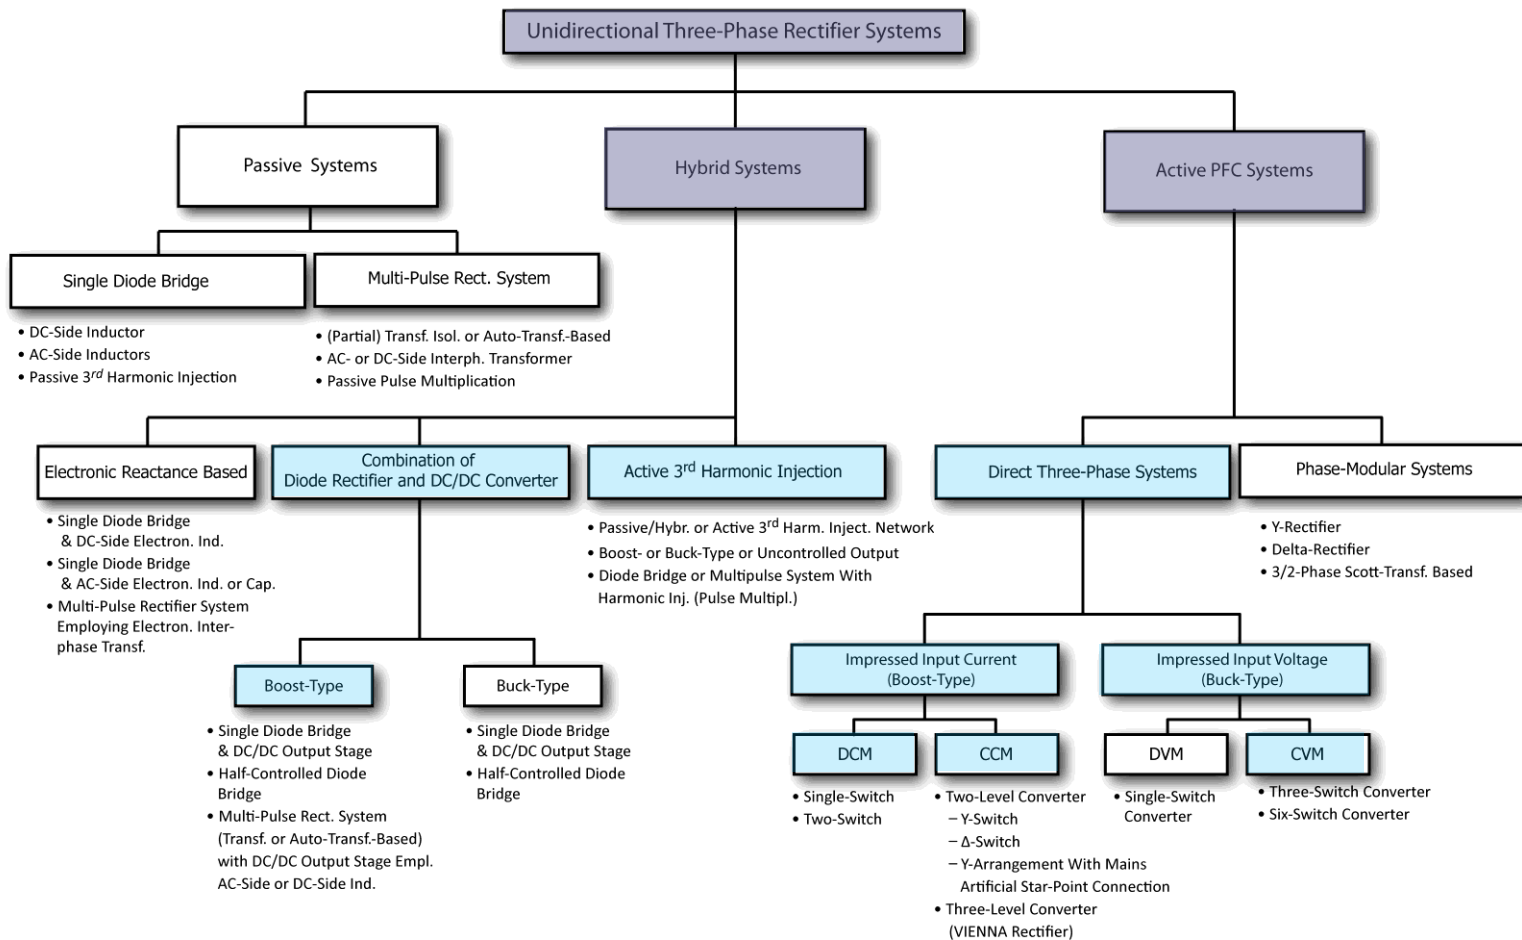 Unidirectional Three-Phase Rectifier Systems
Passive Systems
Hybrid Systems
Active PFC Systems
Single Diode Bridge
Multi-Pulse Rect. System
• DC-Side Inductor
• AC-Side Inductors
• Passive 3rd Harmonic Injection
• (Partial) Transf. Isol. or Auto-Transf.-Based
• AC- or DC-Side Interph. Transformer
• Passive Pulse Multiplication
Electronic Reactance Based
Combination of
Diode Rectifier and DC/DC Converter
Active 3rd Harmonic Injection
Direct Three-Phase Systems
Phase-Modular Systems
• Single Diode Bridge
& DC-Side Electron. Ind.
• Single Diode Bridge
& AC-Side Electron. Ind. or Cap.
• Multi-Pulse Rectifier System
Employing Electron. Inter-
phase Transf.
• Passive/Hybr. or Active 3rd Harm. Inject. Network
• Boost- or Buck-Type or Uncontrolled Output
• Diode Bridge or Multipulse System With
Harmonic Inj. (Pulse Multipl.)
• Y-Rectifier
• Delta-Rectifier
• 3/2-Phase Scott-Transf. Based
Boost-Type
Buck-Type
• Single Diode Bridge
& DC/DC Output Stage
• Half-Controlled Diode
Bridge
• Multi-Pulse Rect. System
(Transf. or Auto-Transf.-Based)
with DC/DC Output Stage Empl.
AC-Side or DC-Side Ind.
• Single Diode Bridge
& DC/DC Output Stage
• Half-Controlled Diode
Bridge
Impressed Input Current
(Boost-Type)
Impressed Input Voltage
(Buck-Type)
DCM
CCM
DVM
CVM
• Single-Switch
• Two-Switch
• Two-Level Converter
– Y-Switch
– Δ-Switch
– Y-Arrangement With Mains
Artificial Star-Point Connection
• Three-Level Converter
(VIENNA Rectifier)
• Single-Switch
Converter
• Three-Switch Converter
• Six-Switch Converter